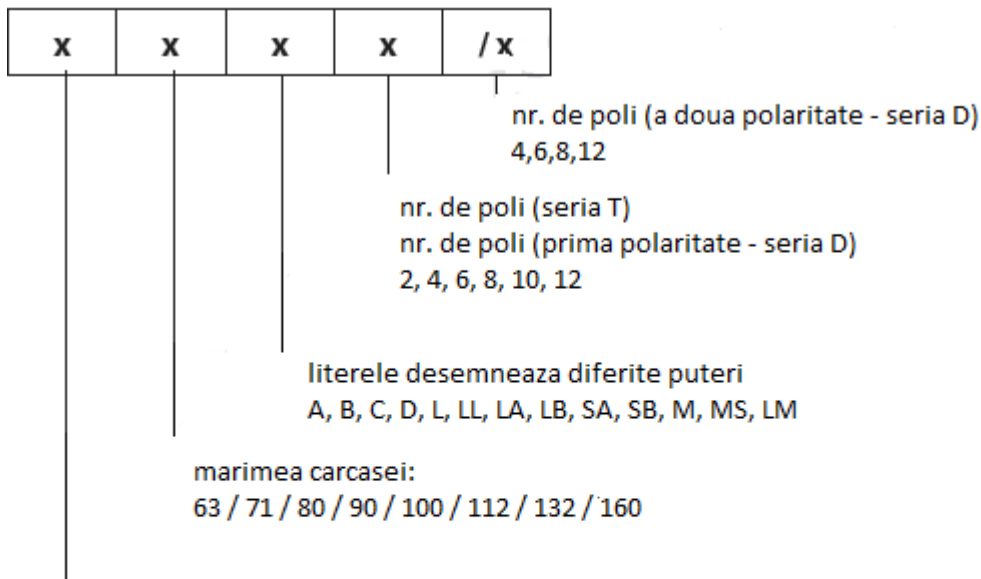 x x x x / x
nr. de poli (a doua polaritate - seria D)
4,6,8,12
nr. de poli (seria T)
nr. de poli (prima polaritate - seria D)
2, 4, 6, 8, 10, 12
literele desemneaza diferite puteri
A, B, C, D, L, LL, LA, LB, SA, SB, M, MS, LM
marimea carcasei:
63 / 71 / 80 / 90 / 100 / 112 / 132 / 160